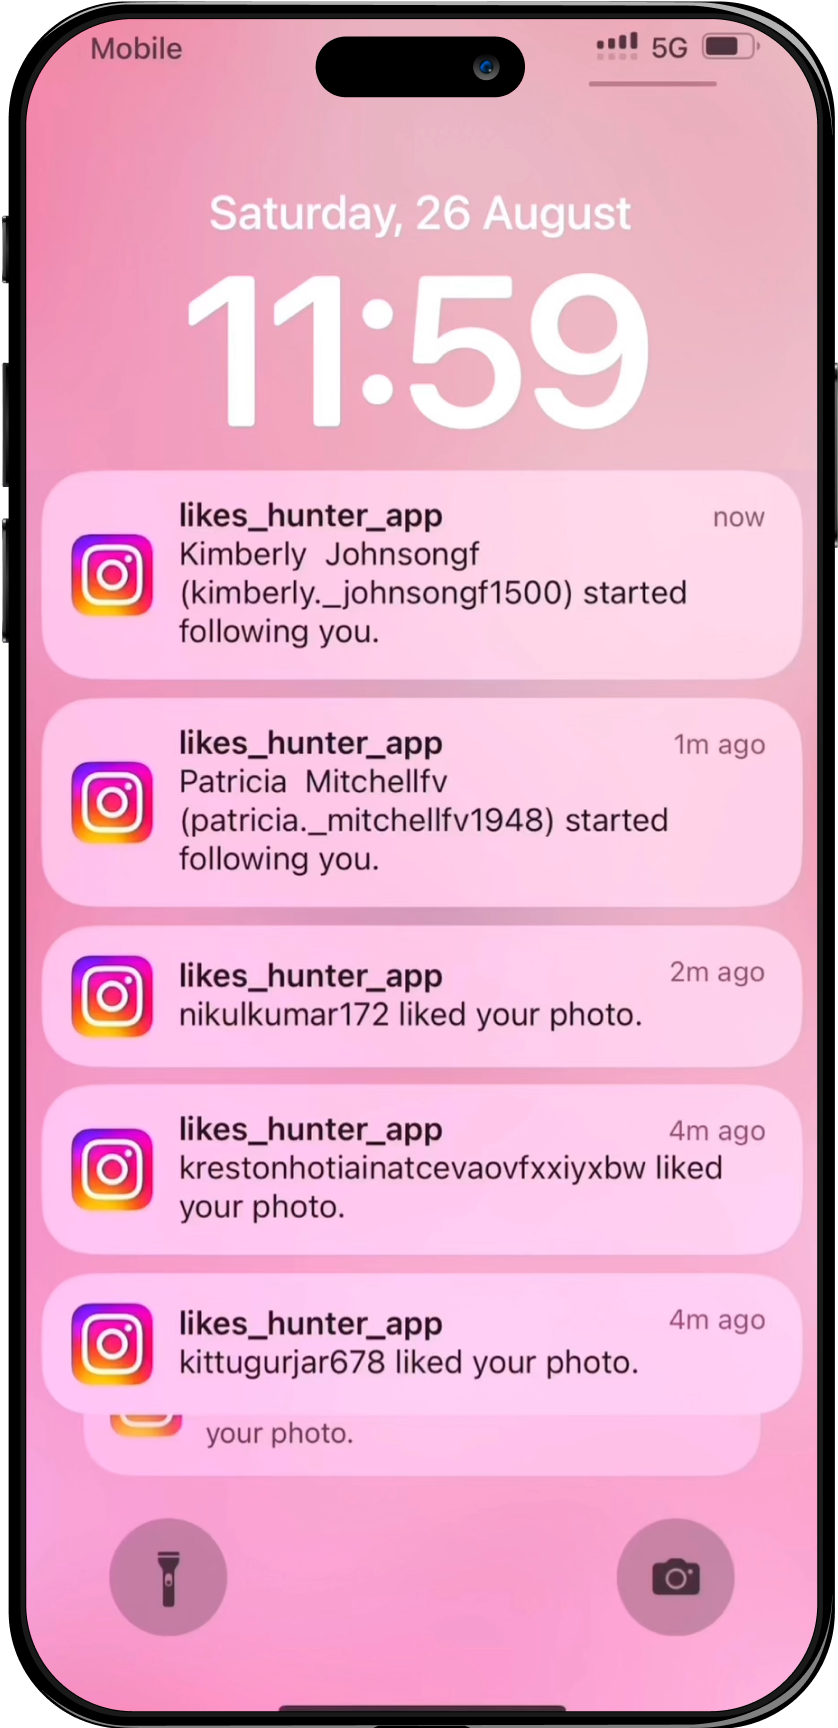 Mobile
5G
Saturday, 26 August
11:59
likes_hunter_app
now
Kimberly  Johnsongf
(kimberly._johnsongf1500) started
following you.
likes_hunter_app
1m ago
Patricia  Mitchellfv
(patricia._mitchellfv1948) started
following you.
likes_hunter_app
2m ago
nikulkumar172 liked your photo.
likes_hunter_app
4m ago
krestonhotiainatcevaovfxxiyxbw liked
your photo.
likes_hunter_app
4m ago
kittugurjar678 liked your photo.
your photo.